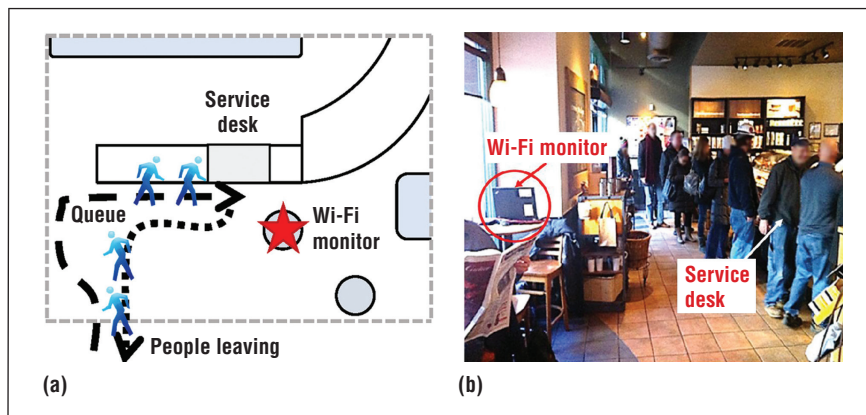 Service
desk
Queue
Wi-Fi
monitor
People leaving
(a)
Wi-Fi monitor
Service
desk
(b)